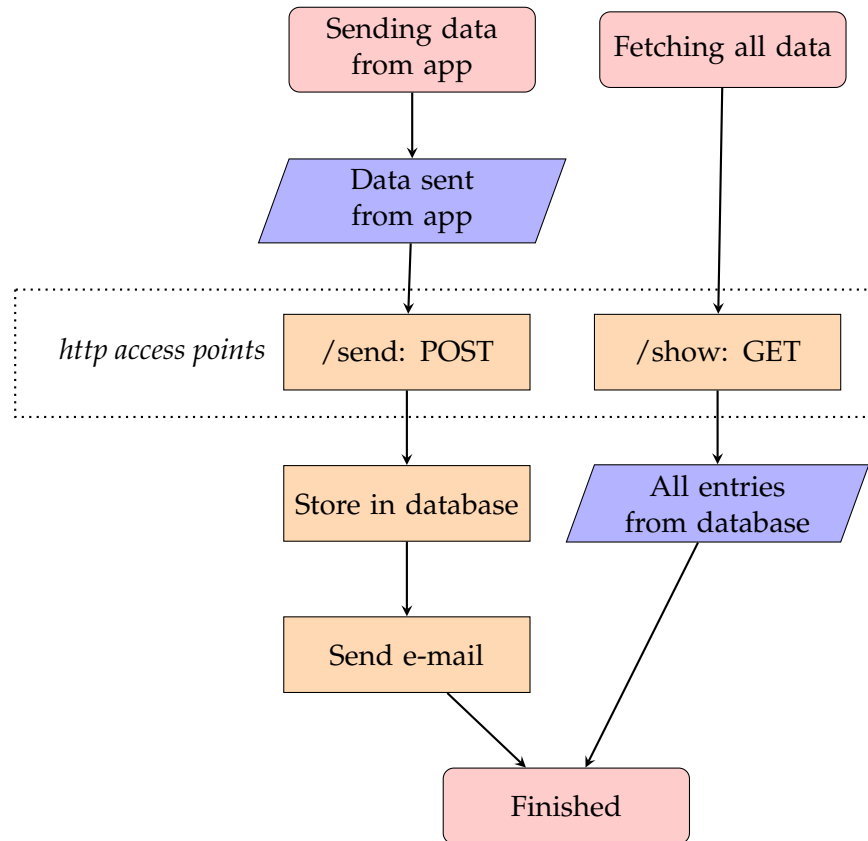 Sending data
from app
Fetching all data
Data sent
from app
http access points
/send: POST
/show: GET
Store in database
All entries
from database
Send e-mail
Finished